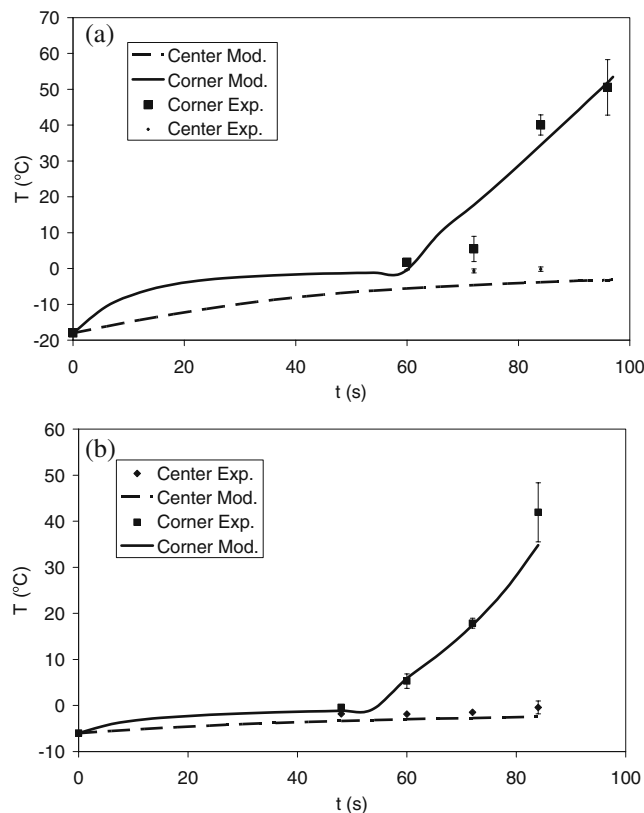 (a)
Center Mod.
Corner Mod.
Corner Exp.
Center Exp.
70
60
50
40
30
20
10
0
-10
-20
T (°C)
0 20 40 60 80 100
t (s)
(b)
Center Exp.
Center Mod.
Corner Exp.
Corner Mod.
60
50
40
30
20
10
0
-10
T (°C)
0 20 40 60 80 100
t (s)